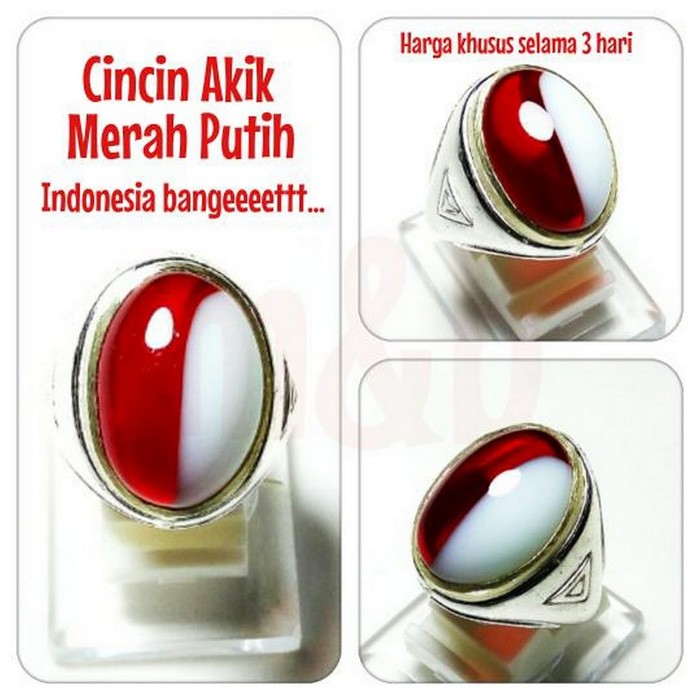 Cincin Akik
Merah Putih
Indonesia bangeeeettt...
Harga khusus selama 3 hari
m&b